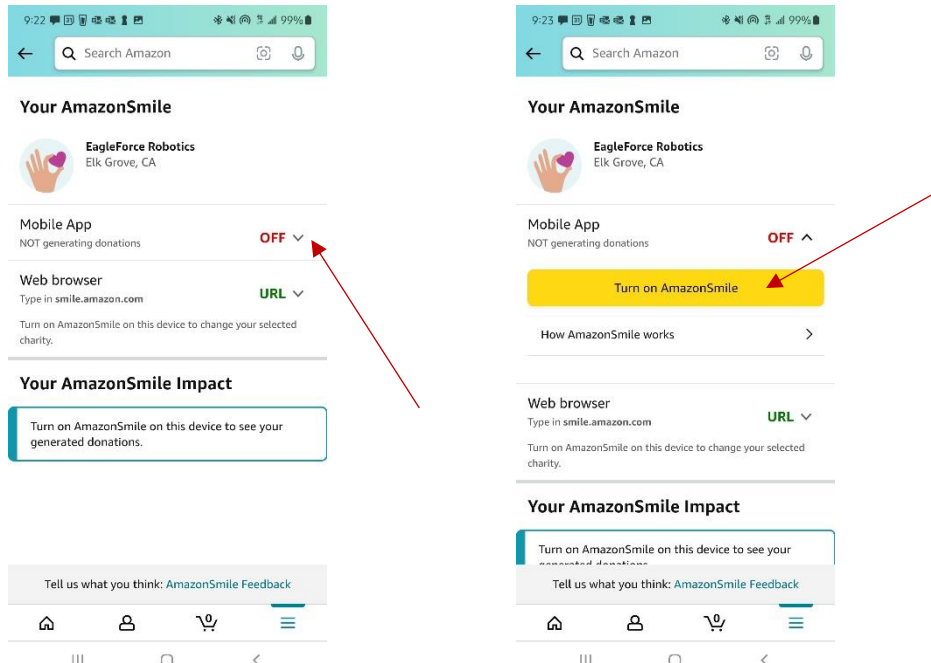 9:22
99%
Search Amazon
Your AmazonSmile
EagleForce Robotics
Elk Grove, CA
Mobile App
NOT generating donations
OFF
Web browser
Type in smile.amazon.com
URL
Turn on AmazonSmile on this device to change your selected
charity.
Your AmazonSmile Impact
Turn on AmazonSmile on this device to see your
generated donations.
Tell us what you think: AmazonSmile Feedback
0
9:23
99%
Search Amazon
Your AmazonSmile
EagleForce Robotics
Elk Grove, CA
Mobile App
NOT generating donations
OFF
Turn on AmazonSmile
How AmazonSmile works
Web browser
Type in smile.amazon.com
URL
Turn on AmazonSmile on this device to change your selected
charity.
Your AmazonSmile Impact
Turn on AmazonSmile on this device to see your
generated donations.
Tell us what you think: AmazonSmile Feedback
0